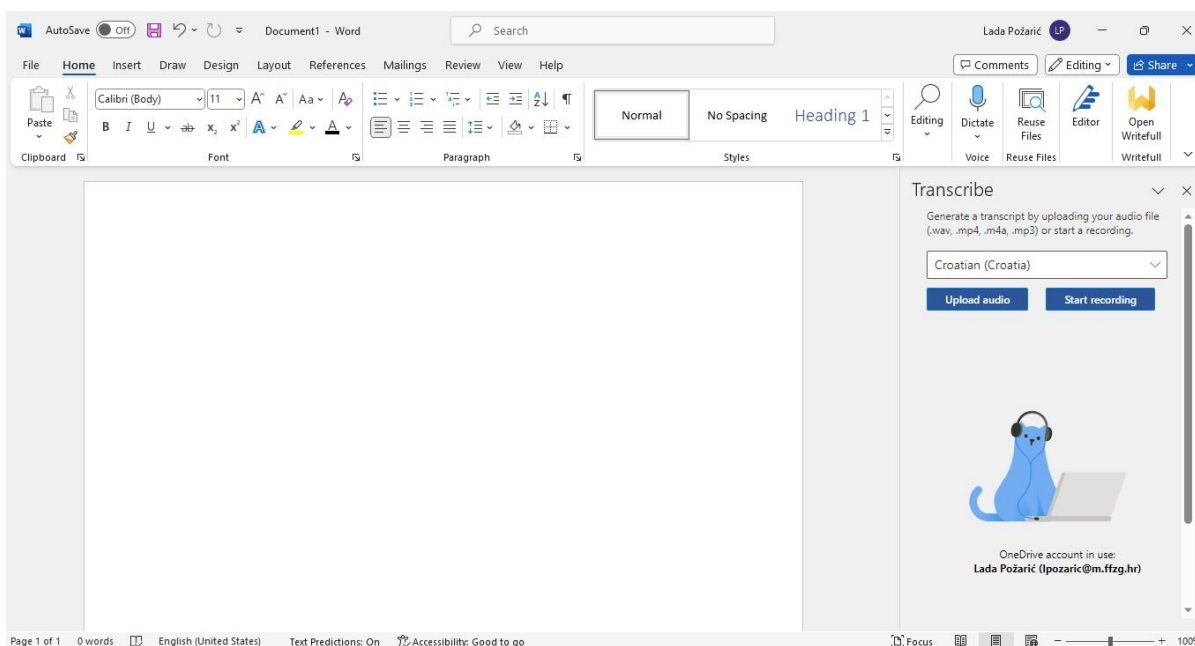 AutoSave Off Document1 - Word Search Lada Požarić LP
File Home Insert Draw Design Layout References Mailings Review View Help Comments Editing Share
Paste
Clipboard
Calibri (Body) 11 A A Aa A
B I U ab x₂ x² A A
Font
Paragraph
Normal No Spacing Heading 1
Styles
Editing
Dictate
Voice
Reuse
Files
Reuse Files
Editor
Open
Writefull
Writefull
Transcribe
Generate a transcript by uploading your audio file
(.wav, .mp4, .m4a, .mp3) or start a recording.
Croatian (Croatia)
Upload audio Start recording
OneDrive account in use:
Lada Požarić (lpozaric@m.ffzg.hr)
Page 1 of 1 0 words English (United States) Text Predictions: On Accessibility: Good to go Focus 100%